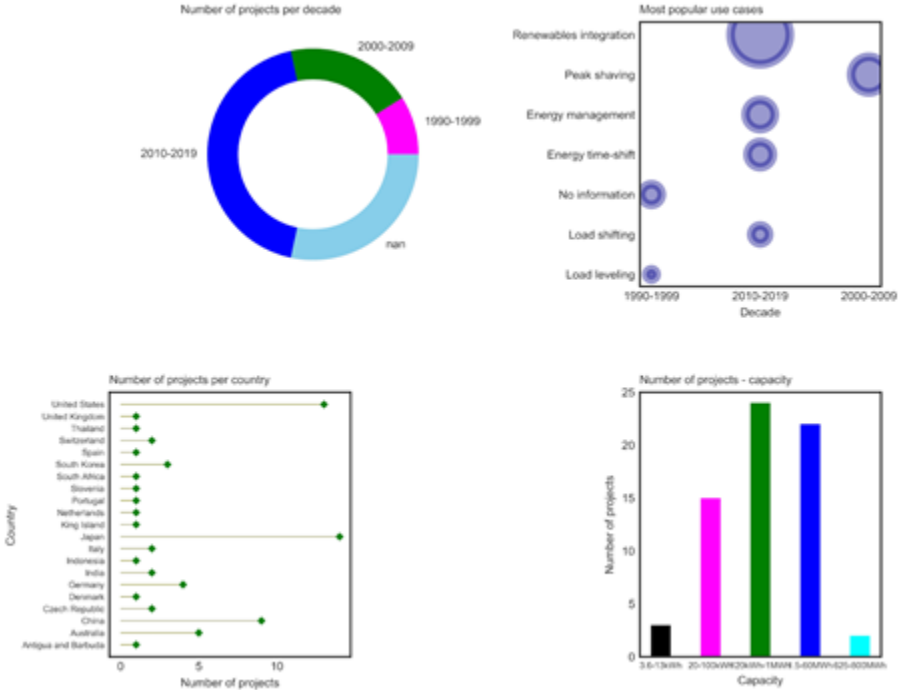 Number of projects per decade
2000-2009
1990-1999
2010-2019
nan
Most popular use cases
Renewables integration
Peak shaving
Energy management
Energy time-shift
No information
Load shifting
Load leveling
1990-1999 2010-2019 2000-2009
Decade
Number of projects per country
United States
United Kingdom
Thailand
Switzerland
Spain
South Korea
South Africa
Slovenia
Portugal
Netherlands
King Island
Japan
Italy
Indonesia
India
Germany
Denmark
Czech Republic
China
Australia
Antigua and Barbuda
Country
0 5 10
Number of projects
Number of projects - capacity
25
20
15
10
5
0
Number of projects
3.6-13kWh 20-100kWh
Capacity